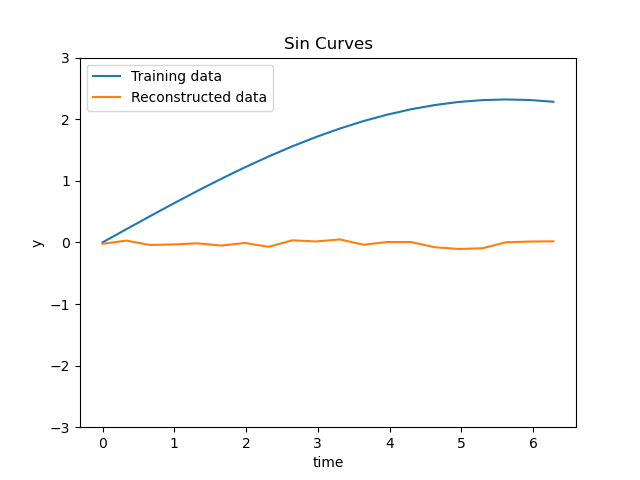 Sin Curves
Training data
Reconstructed data
3
2
1
0
−1
−2
−3
y
0 1 2 3 4 5 6
time